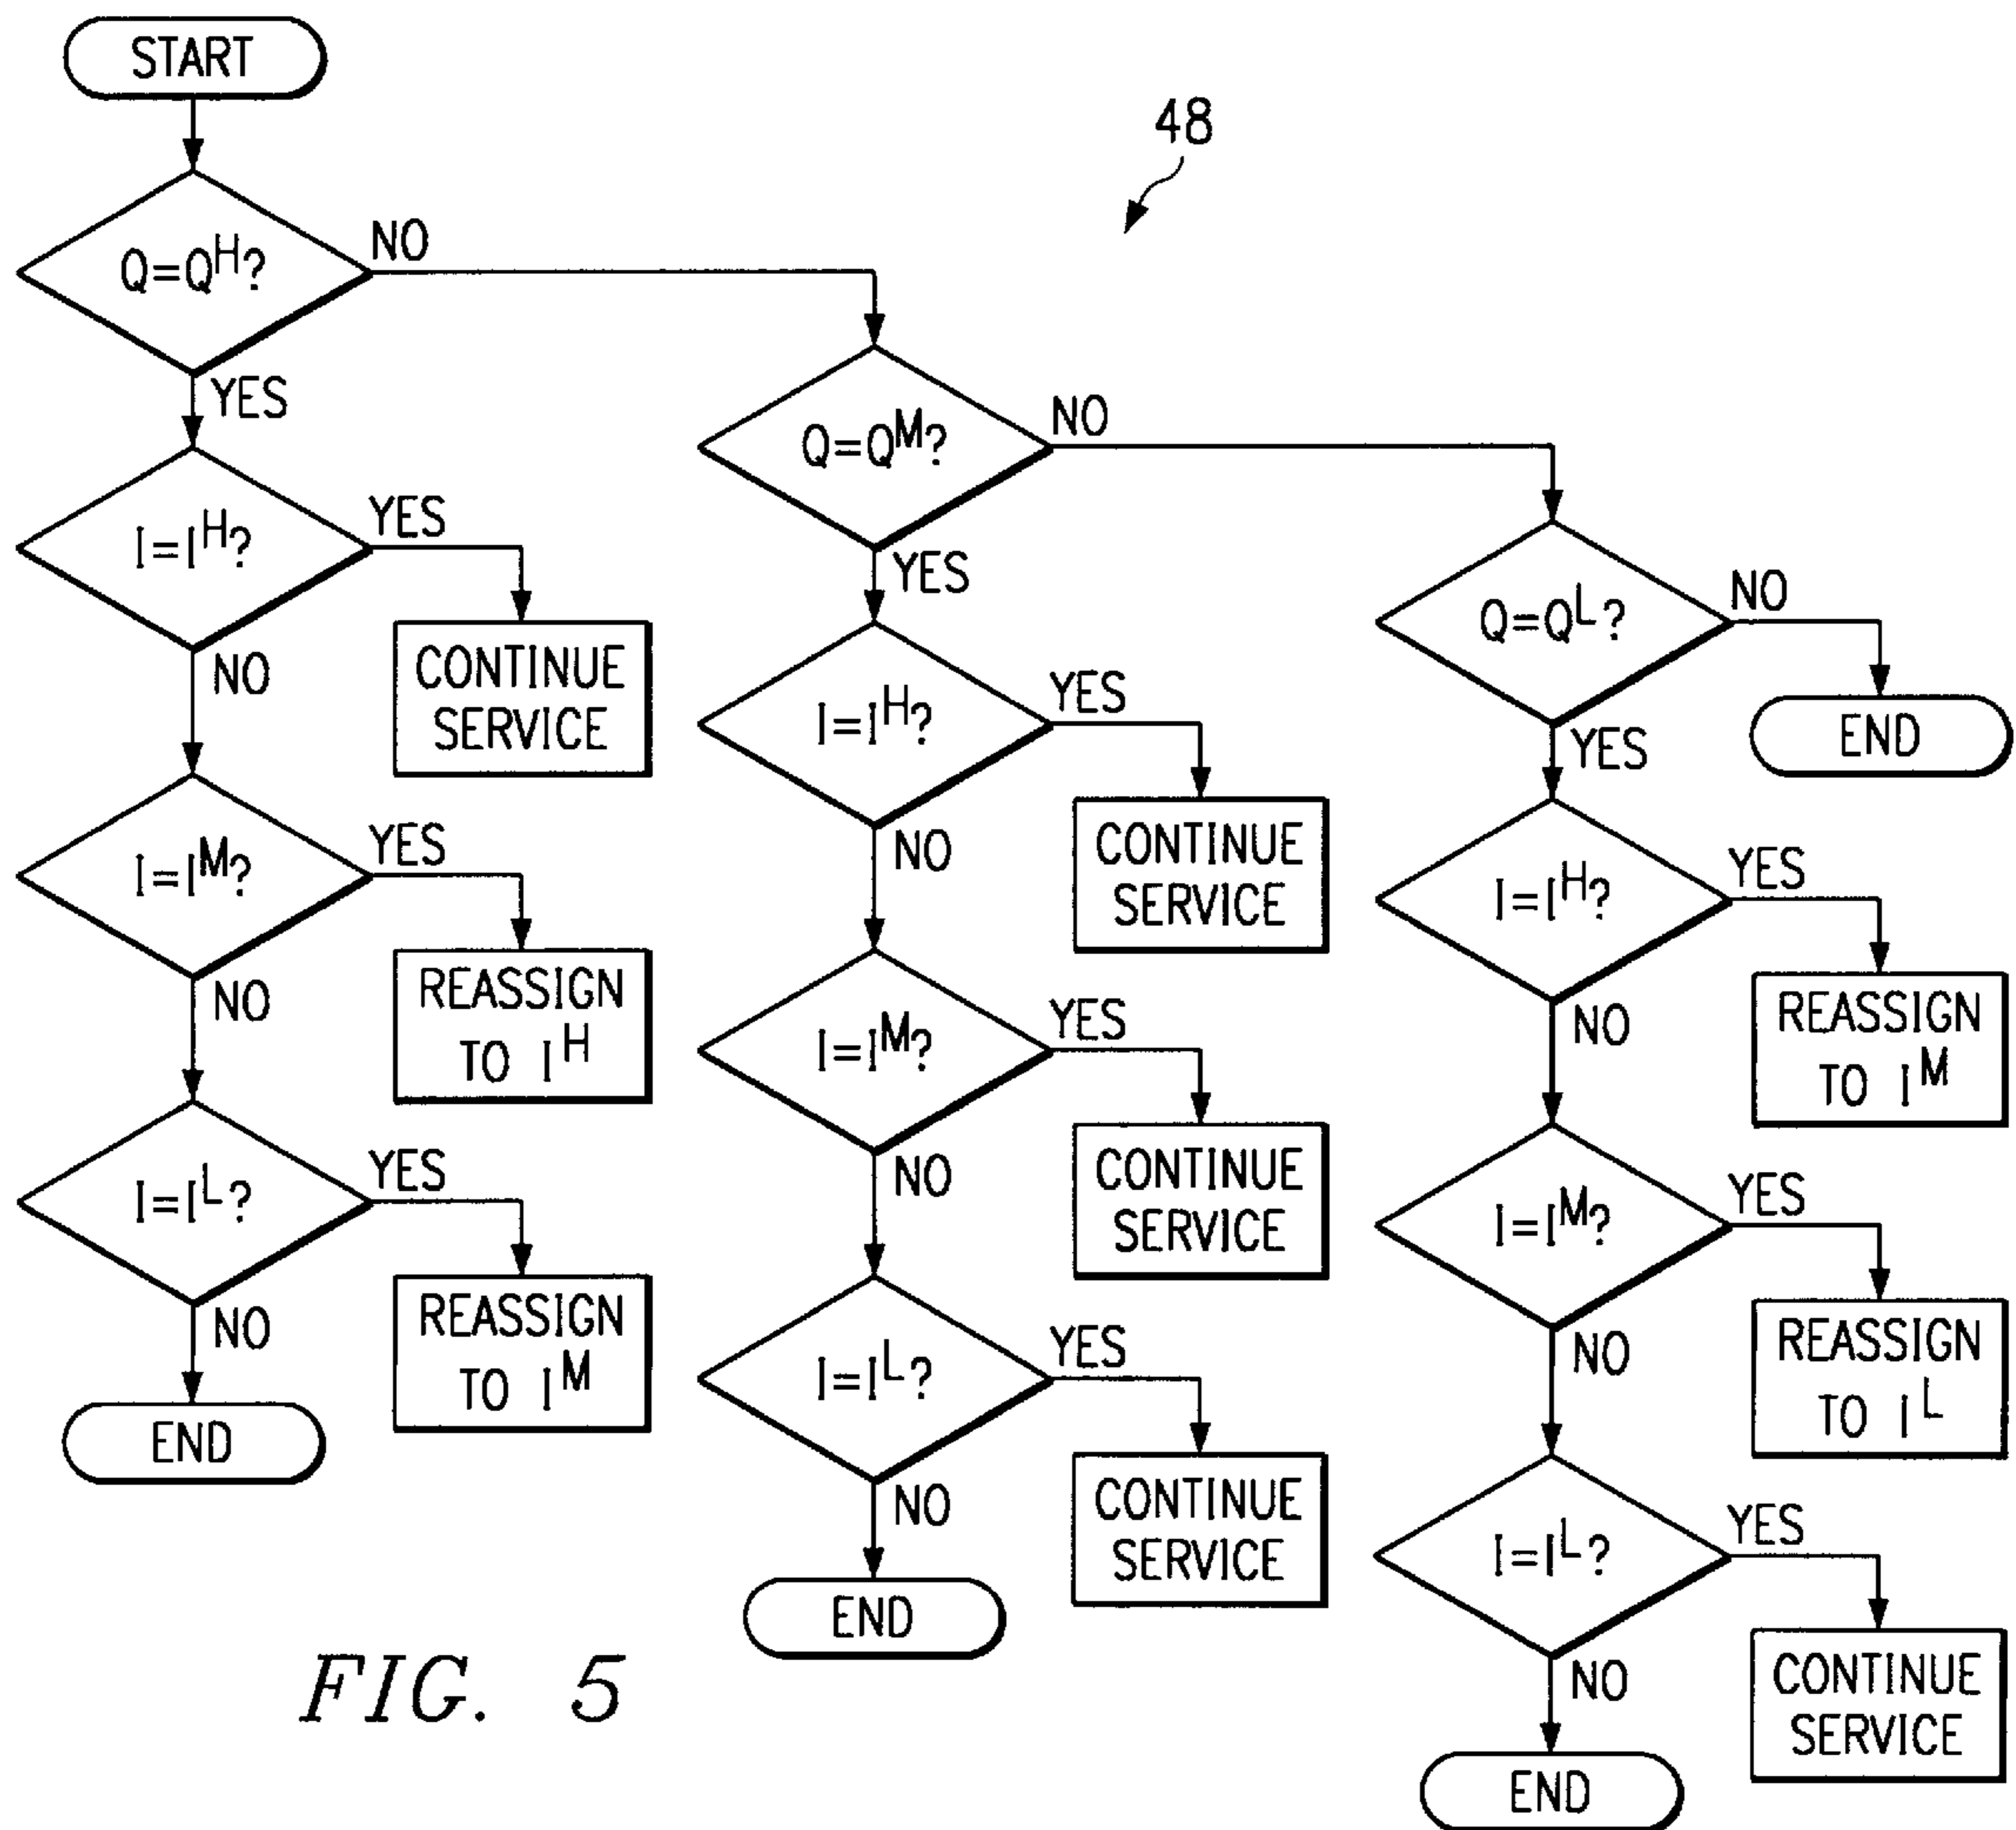 START
48
Q=Q^H?
NO
YES
Q=Q^M?
NO
YES
Q=Q^L?
NO
YES
END
I=I^H?
YES
NO
CONTINUE
SERVICE
I=I^M?
YES
NO
REASSIGN
TO I^H
I=I^L?
YES
NO
REASSIGN
TO I^M
END
I=I^H?
YES
NO
CONTINUE
SERVICE
I=I^M?
YES
NO
CONTINUE
SERVICE
I=I^L?
YES
NO
CONTINUE
SERVICE
END
I=I^H?
YES
NO
REASSIGN
TO I^M
I=I^M?
YES
NO
REASSIGN
TO I^L
I=I^L?
YES
NO
CONTINUE
SERVICE
END
FIG. 5